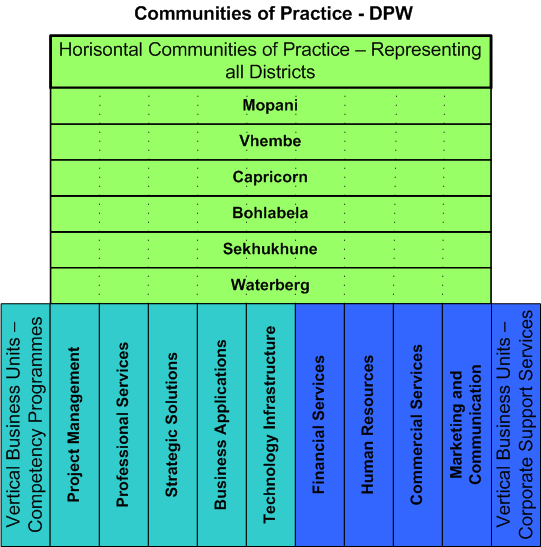 Communities of Practice - DPW
Horisontal Communities of Practice – Representing
all Districts
Mopani
Vhembe
Capricorn
Bohlabela
Sekhukhune
Waterberg
Vertical Business Units –
Competency Programmes
Project Management
Professional Services
Strategic Solutions
Business Applications
Technology Infrastructure
Financial Services
Human Resources
Commercial Services
Marketing and
Communication
Vertical Business Units –
Corporate Support Services